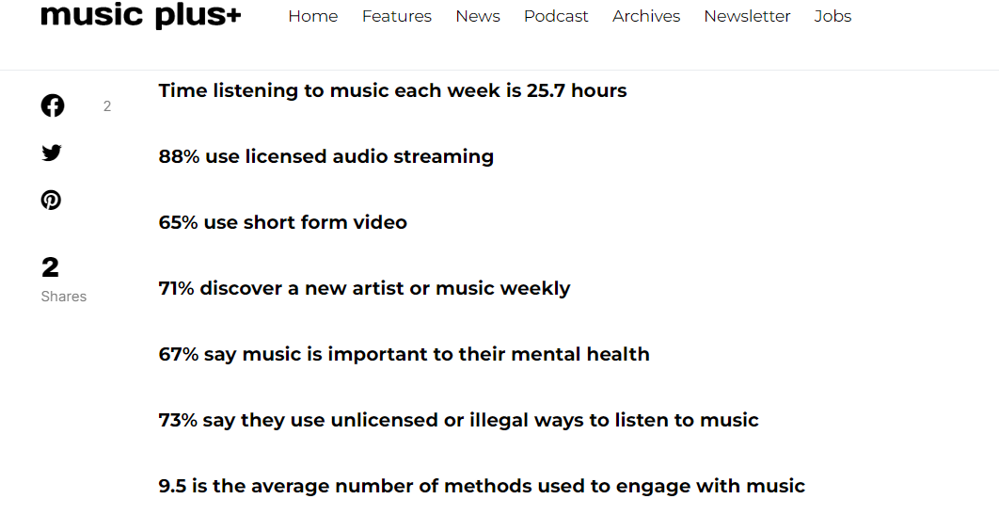 music plus+ Home Features News Podcast Archives Newsletter Jobs
2
2
Shares
Time listening to music each week is 25.7 hours
88% use licensed audio streaming
65% use short form video
71% discover a new artist or music weekly
67% say music is important to their mental health
73% say they use unlicensed or illegal ways to listen to music
9.5 is the average number of methods used to engage with music